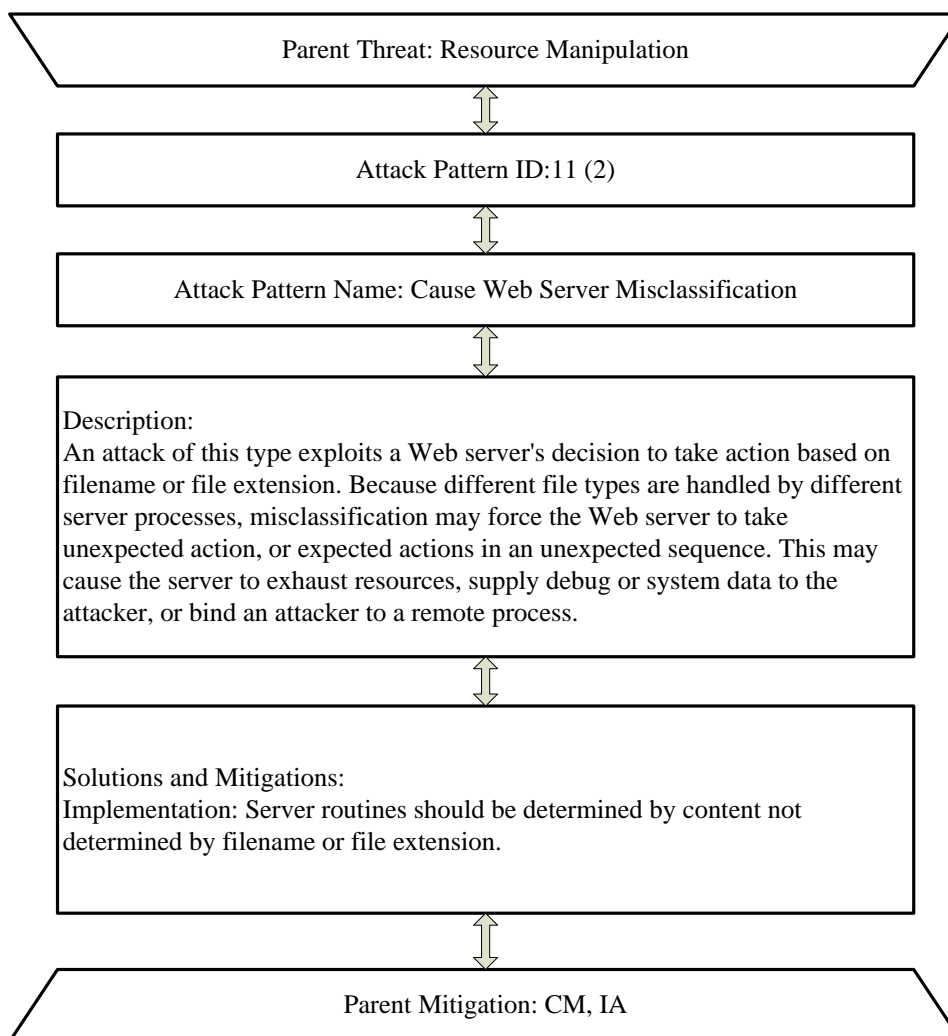 Parent Threat: Resource Manipulation
Attack Pattern ID:11 (2)
Attack Pattern Name: Cause Web Server Misclassification
Description:
An attack of this type exploits a Web server's decision to take action based on
filename or file extension. Because different file types are handled by different
server processes, misclassification may force the Web server to take
unexpected action, or expected actions in an unexpected sequence. This may
cause the server to exhaust resources, supply debug or system data to the
attacker, or bind an attacker to a remote process.
Solutions and Mitigations:
Implementation: Server routines should be determined by content not
determined by filename or file extension.
Parent Mitigation: CM, IA